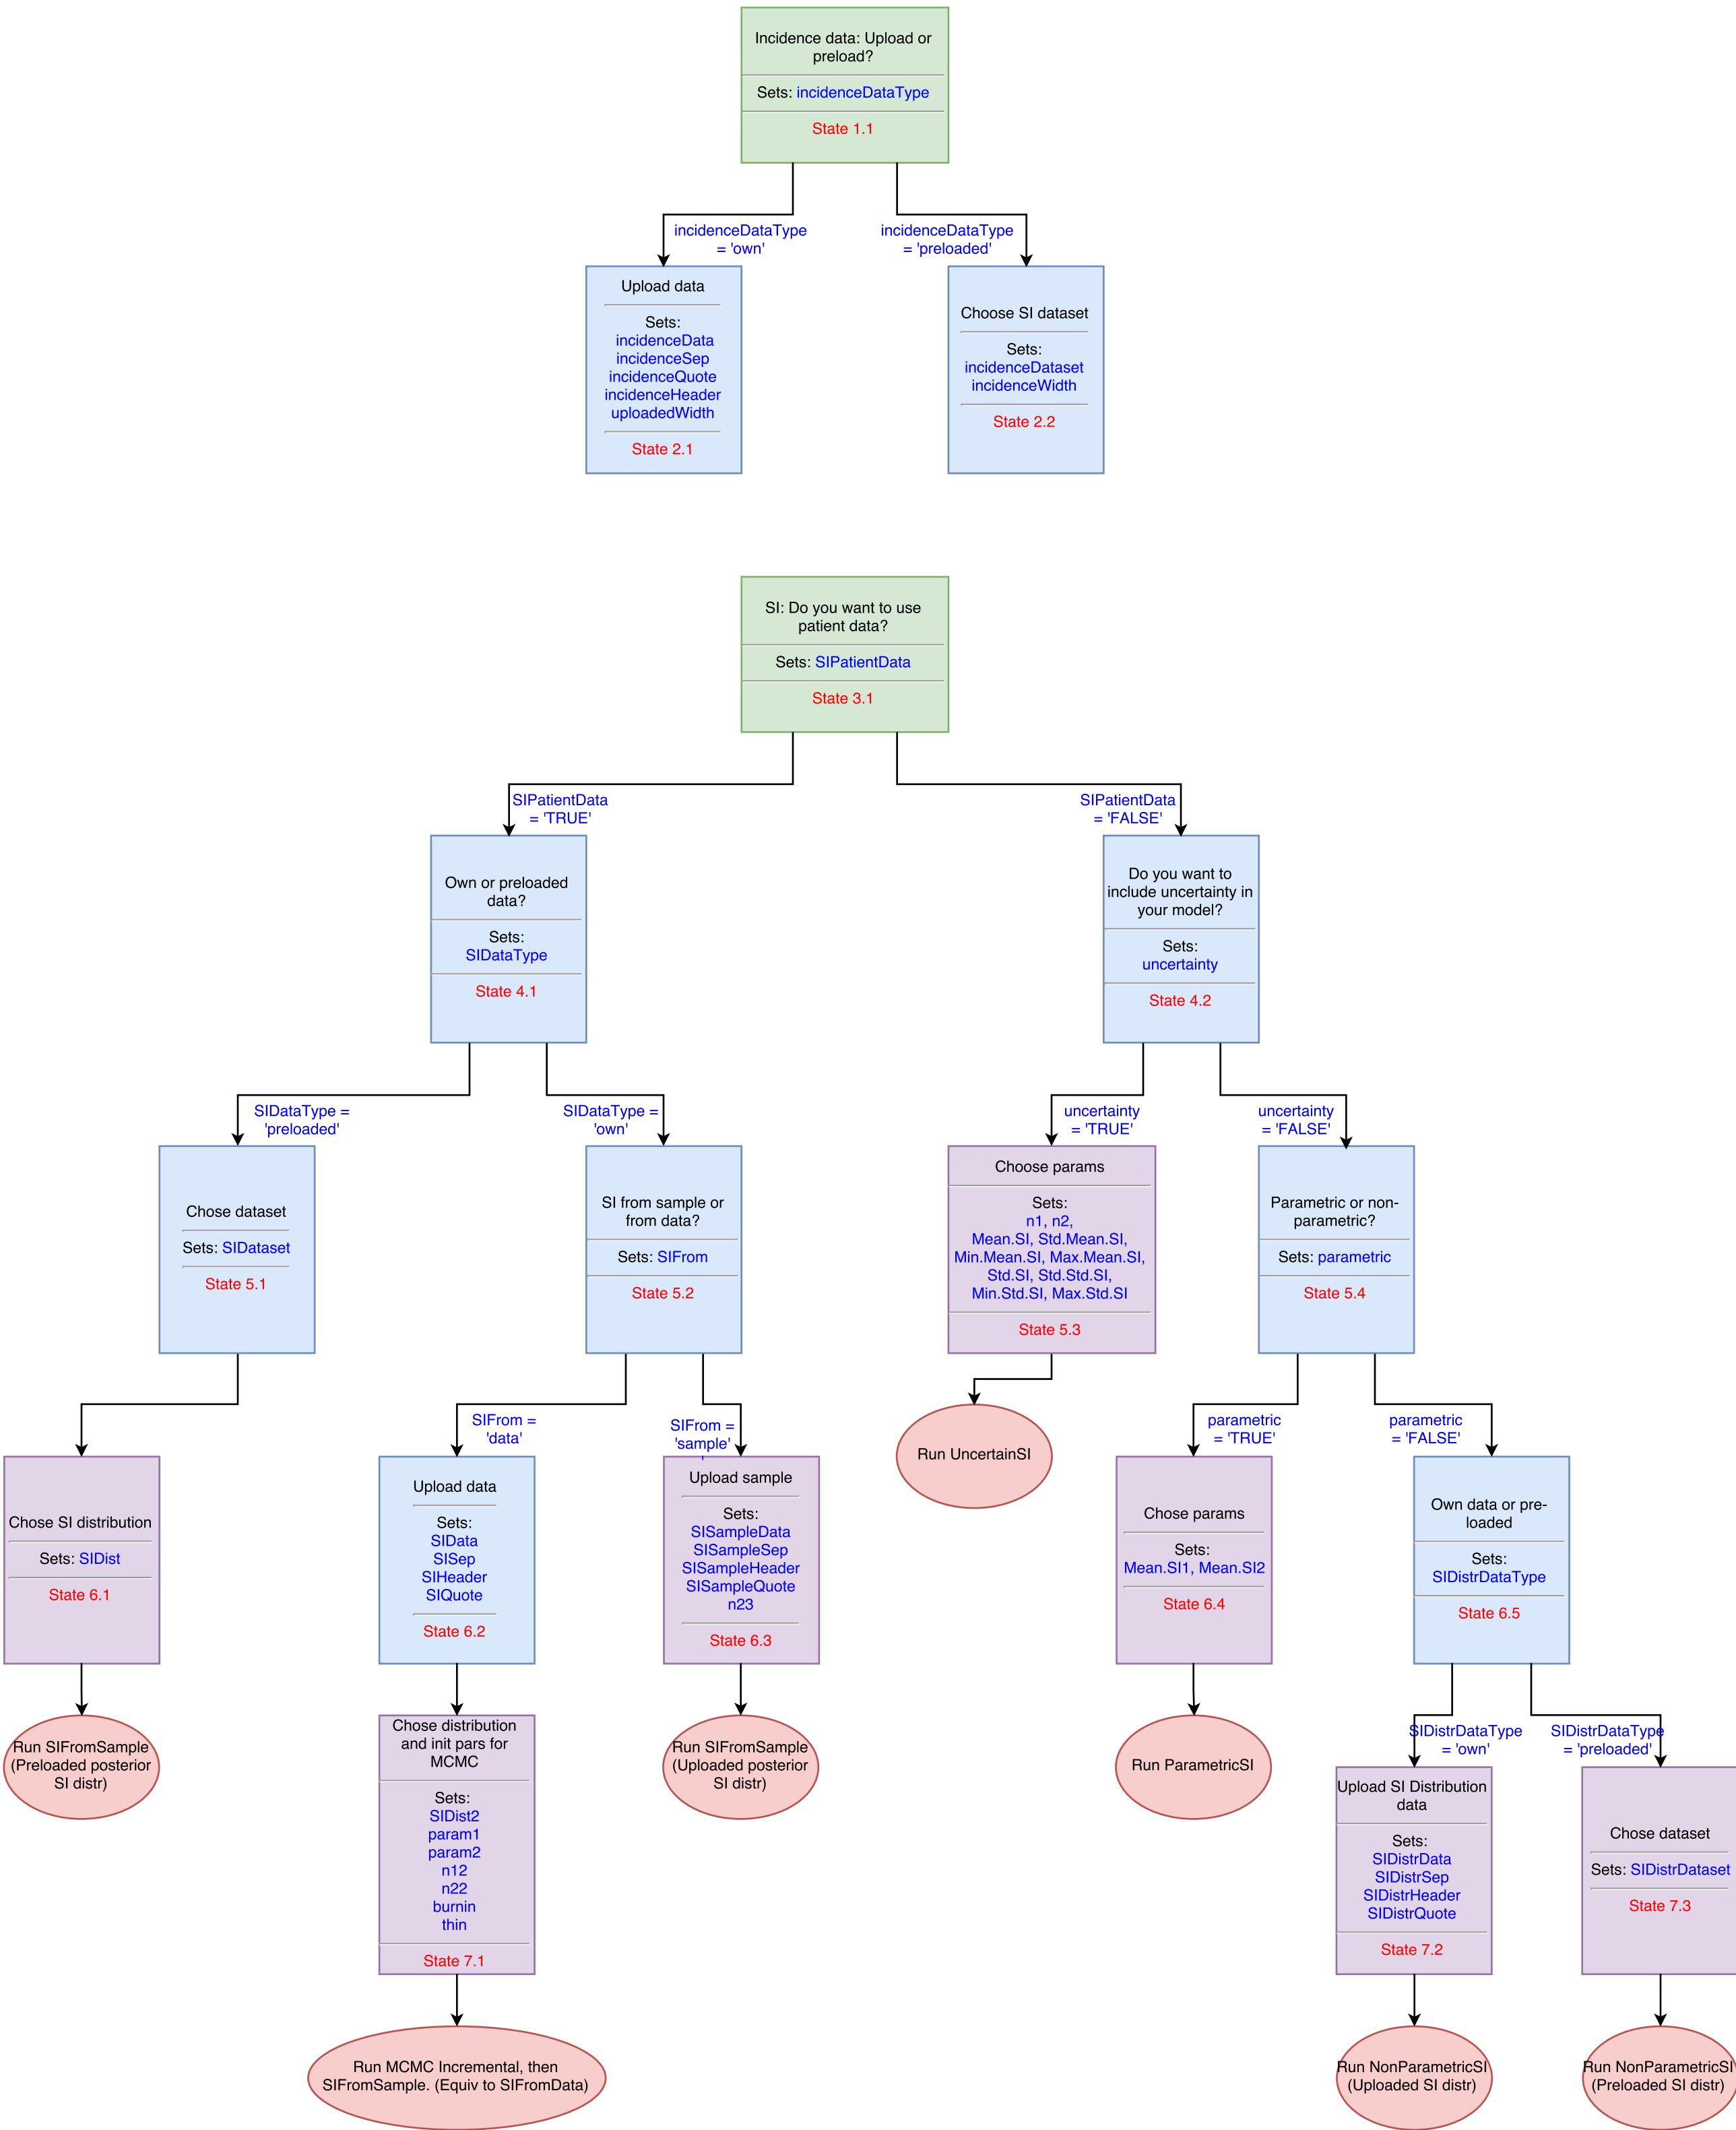 Incidence data: Upload or
preload?
Sets: incidenceDataType
State 1.1
incidenceDataType
= 'own'
incidenceDataType
= 'preloaded'
Upload data
Sets:
incidenceData
incidenceSep
incidenceQuote
incidenceHeader
uploadedWidth
State 2.1
Choose SI dataset
Sets:
incidenceDataset
incidenceWidth
State 2.2
SI: Do you want to use
patient data?
Sets: SIPatientData
State 3.1
SIPatientData
= 'TRUE'
SIPatientData
= 'FALSE'
Own or preloaded
data?
Sets:
SIDataType
State 4.1
Do you want to
include uncertainty in
your model?
Sets:
uncertainty
State 4.2
SIDataType =
'preloaded'
SIDataType =
'own'
uncertainty
= 'TRUE'
uncertainty
= 'FALSE'
Chose dataset
Sets: SIDataset
State 5.1
SI from sample or
from data?
Sets: SIFrom
State 5.2
Choose params
Sets:
n1, n2,
Mean.SI, Std.Mean.SI,
Min.Mean.SI, Max.Mean.SI,
Std.SI, Std.Std.SI,
Min.Std.SI, Max.Std.SI
State 5.3
Parametric or non-
parametric?
Sets: parametric
State 5.4
SIFrom =
'data'
SIFrom =
'sample'
'
Run UncertainSI
parametric
= 'TRUE'
parametric
= 'FALSE'
Chose SI distribution
Sets: SIDist
State 6.1
Upload data
Sets:
SIData
SISep
SIHeader
SIQuote
State 6.2
Upload sample
Sets:
SISampleData
SISampleSep
SISampleHeader
SISampleQuote
n23
State 6.3
Chose params
Sets:
Mean.SI1, Mean.SI2
State 6.4
Own data or pre-
loaded
Sets:
SIDistrDataType
State 6.5
Run SIFromSample
(Preloaded posterior
SI distr)
Chose distribution
and init pars for
MCMC
Sets:
SIDist2
param1
param2
n12
n22
burnin
thin
State 7.1
Run SIFromSample
(Uploaded posterior
SI distr)
Run ParametricSI
SIDistrDataType
= 'own'
SIDistrDataType
= 'preloaded'
Upload SI Distribution
data
Sets:
SIDistrData
SIDistrSep
SIDistrHeader
SIDistrQuote
State 7.2
Chose dataset
Sets: SIDistrDataset
State 7.3
Run MCMC Incremental, then
SIFromSample. (Equiv to SIFromData)
Run NonParametricSI
(Uploaded SI distr)
Run NonParametricSI
(Preloaded SI distr)